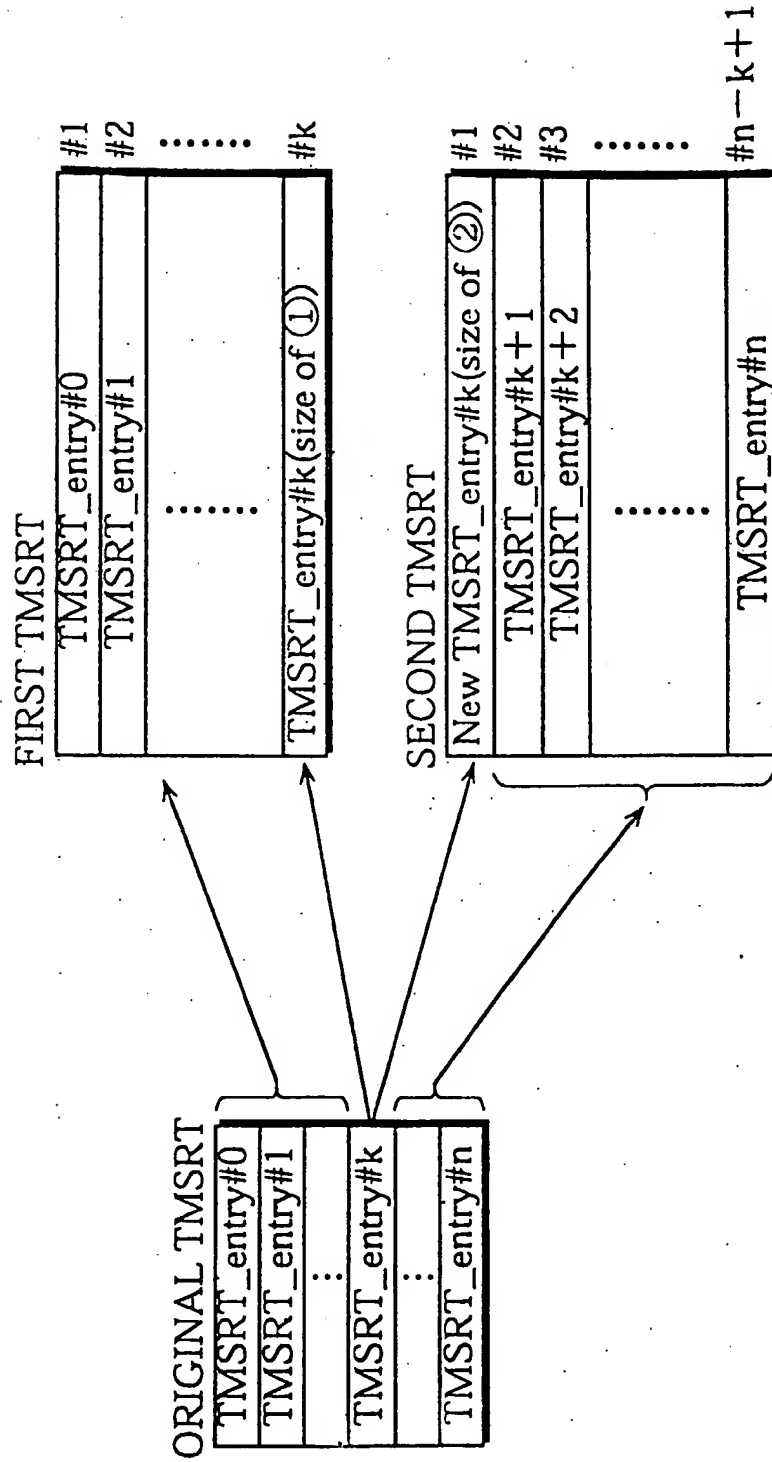 ORIGINAL TMSRT
TMSRT_entry#0
TMSRT_entry#1
...
TMSRT_entry#k
...
TMSRT_entry#n
FIRST TMSRT
TMSRT_entry#0 #1
TMSRT_entry#1 #2
....... .......
TMSRT_entry#k(size of ①) #k
SECOND TMSRT
New TMSRT_entry#k(size of ②) #1
TMSRT_entry#k+1 #2
TMSRT_entry#k+2 #3
....... .......
TMSRT_entry#n #n−k+1